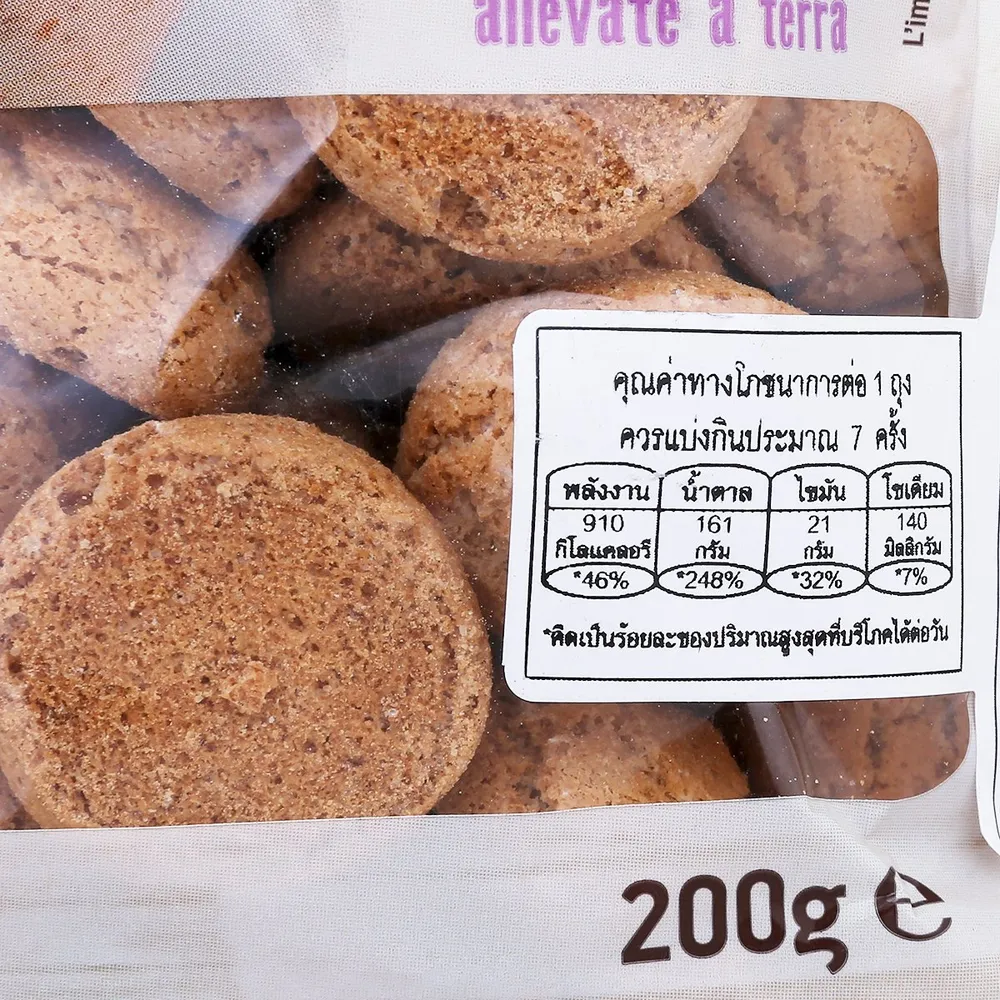 allevate a terra
L'im
คุณค่าทางโภชนาการต่อ 1 ถุง
ควรแบ่งกินประมาณ 7 ครั้ง
พลังงาน น้ำตาล ไขมัน โซเดียม
910 161 21 140
กิโลแคลอรี กรัม กรัม มิลลิกรัม
*46% *248% *32% *7%
*คิดเป็นร้อยละของปริมาณสูงสุดที่บริโภคได้ต่อวัน
200g ℮